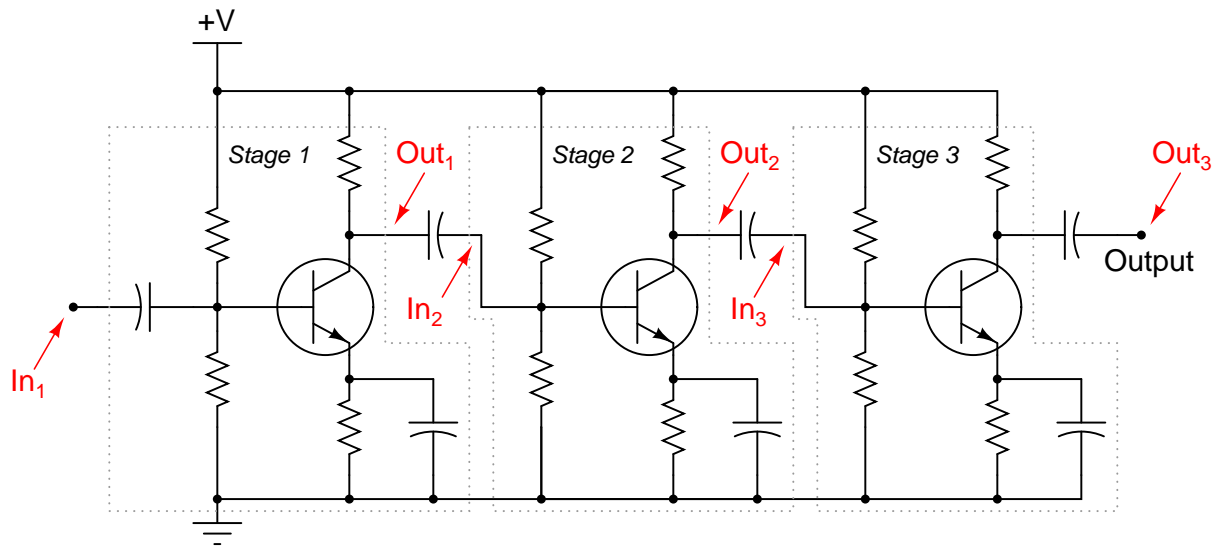 +V
Stage 1
Out₁
Stage 2
Out₂
Stage 3
Out₃
Output
In₁
In₂
In₃